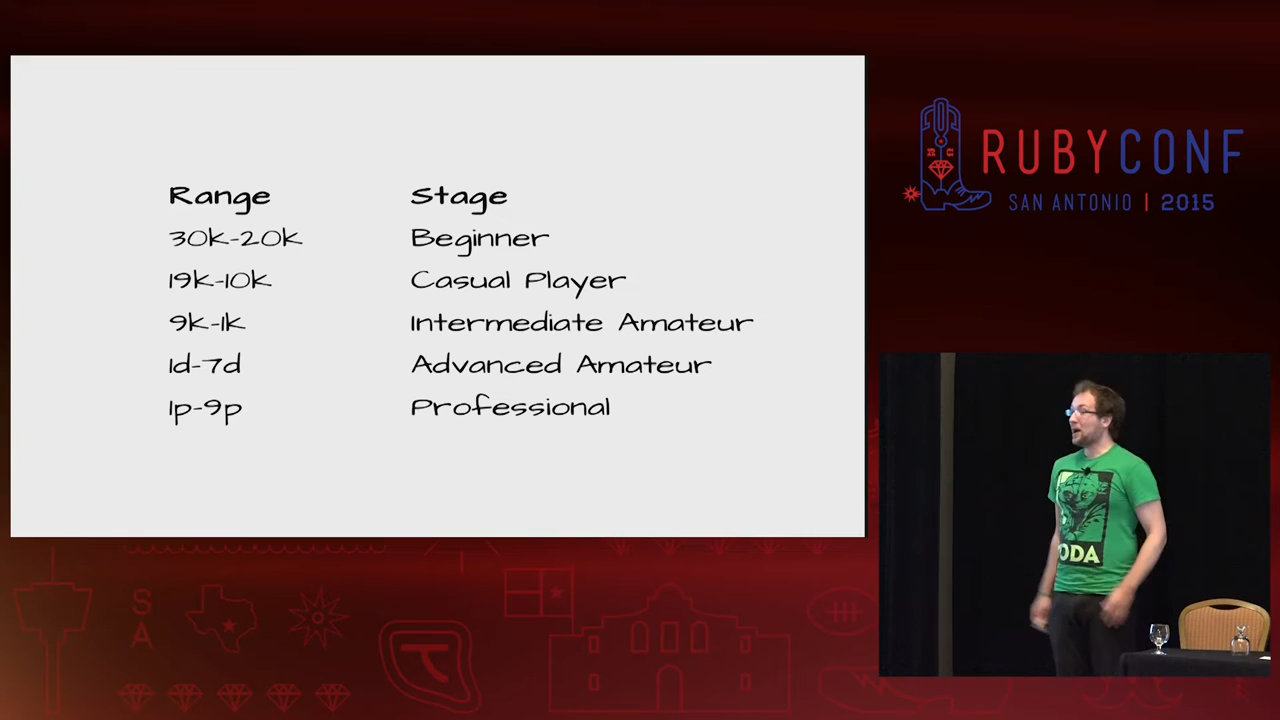 Range Stage
30k-20k Beginner
19k-10k Casual Player
9k-1k Intermediate Amateur
1d-7d Advanced Amateur
1p-9p Professional
RUBYCONF
SAN ANTONIO | 2015
ODA
S
A